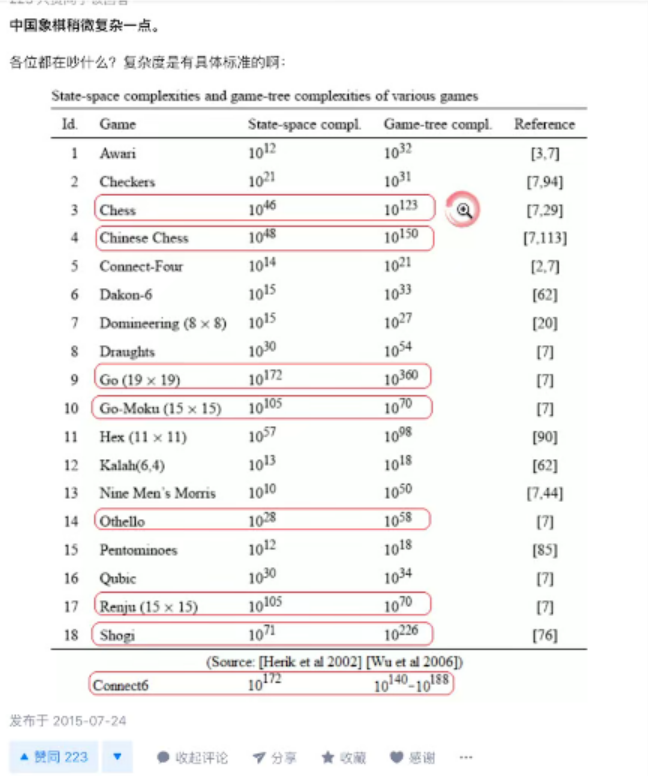 中国象棋稍微复杂一点。
各位都在吵什么？复杂度是有具体标准的啊：
State-space complexities and game-tree complexities of various games
Id. Game State-space compl. Game-tree compl. Reference
1 Awari 10^12 10^32 [3,7]
2 Checkers 10^21 10^31 [7,94]
3 Chess 10^46 10^123 [7,29]
4 Chinese Chess 10^48 10^150 [7,113]
5 Connect-Four 10^14 10^21 [2,7]
6 Dakon-6 10^15 10^33 [62]
7 Domineering (8 × 8) 10^15 10^27 [20]
8 Draughts 10^30 10^54 [7]
9 Go (19 × 19) 10^172 10^360 [7]
10 Go-Moku (15 × 15) 10^105 10^70 [7]
11 Hex (11 × 11) 10^57 10^98 [90]
12 Kalah(6,4) 10^13 10^18 [62]
13 Nine Men's Morris 10^10 10^50 [7,44]
14 Othello 10^28 10^58 [7]
15 Pentominoes 10^12 10^18 [85]
16 Qubic 10^30 10^34 [7]
17 Renju (15 × 15) 10^105 10^70 [7]
18 Shogi 10^71 10^226 [76]
(Source: [Herik et al 2002] [Wu et al 2006])
Connect6 10^172 10^140-10^188
发布于 2015-07-24
赞同 223 收起评论 分享 收藏 感谢